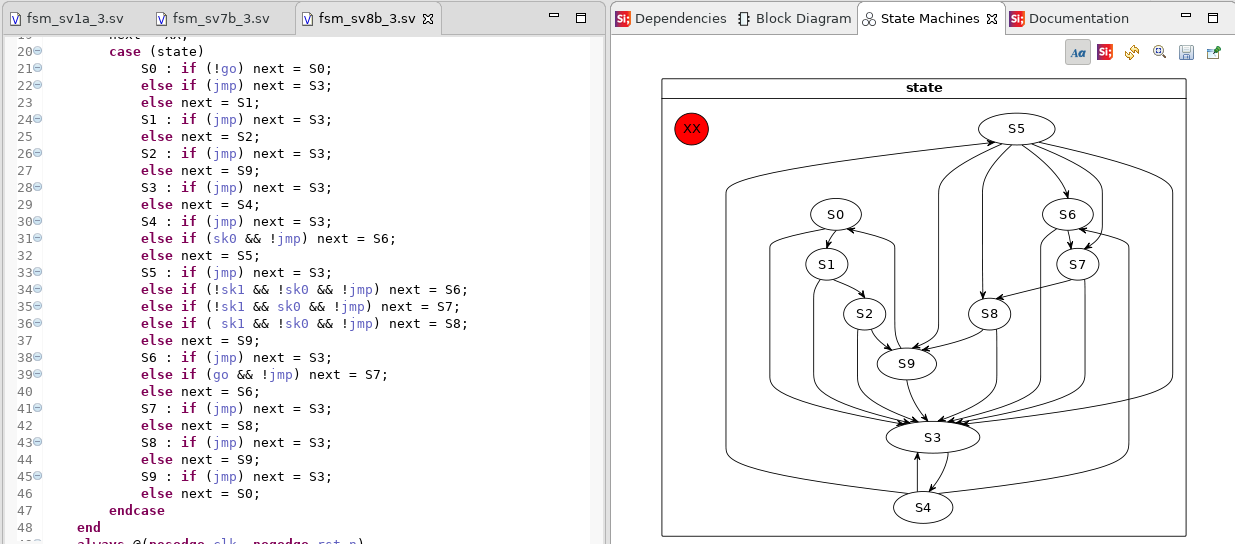 fsm_sv1a_3.sv fsm_sv7b_3.sv fsm_sv8b_3.sv
20 case (state)
21 S0 : if (!go) next = S0;
22 else if (jmp) next = S3;
23 else next = S1;
24 S1 : if (jmp) next = S3;
25 else next = S2;
26 S2 : if (jmp) next = S3;
27 else next = S9;
28 S3 : if (jmp) next = S3;
29 else next = S4;
30 S4 : if (jmp) next = S3;
31 else if (sk0 && !jmp) next = S6;
32 else next = S5;
33 S5 : if (jmp) next = S3;
34 else if (!sk1 && !sk0 && !jmp) next = S6;
35 else if (!sk1 && sk0 && !jmp) next = S7;
36 else if ( sk1 && !sk0 && !jmp) next = S8;
37 else next = S9;
38 S6 : if (jmp) next = S3;
39 else if (go && !jmp) next = S7;
40 else next = S6;
41 S7 : if (jmp) next = S3;
42 else next = S8;
43 S8 : if (jmp) next = S3;
44 else next = S9;
45 S9 : if (jmp) next = S3;
46 else next = S0;
47 endcase
48 end
always @(posedge clk, negedge rst_n)
Si; Dependencies Block Diagram State Machines Si; Documentation
Aa Si;
state
XX
S5
S0
S6
S1
S7
S2
S8
S9
S3
S4